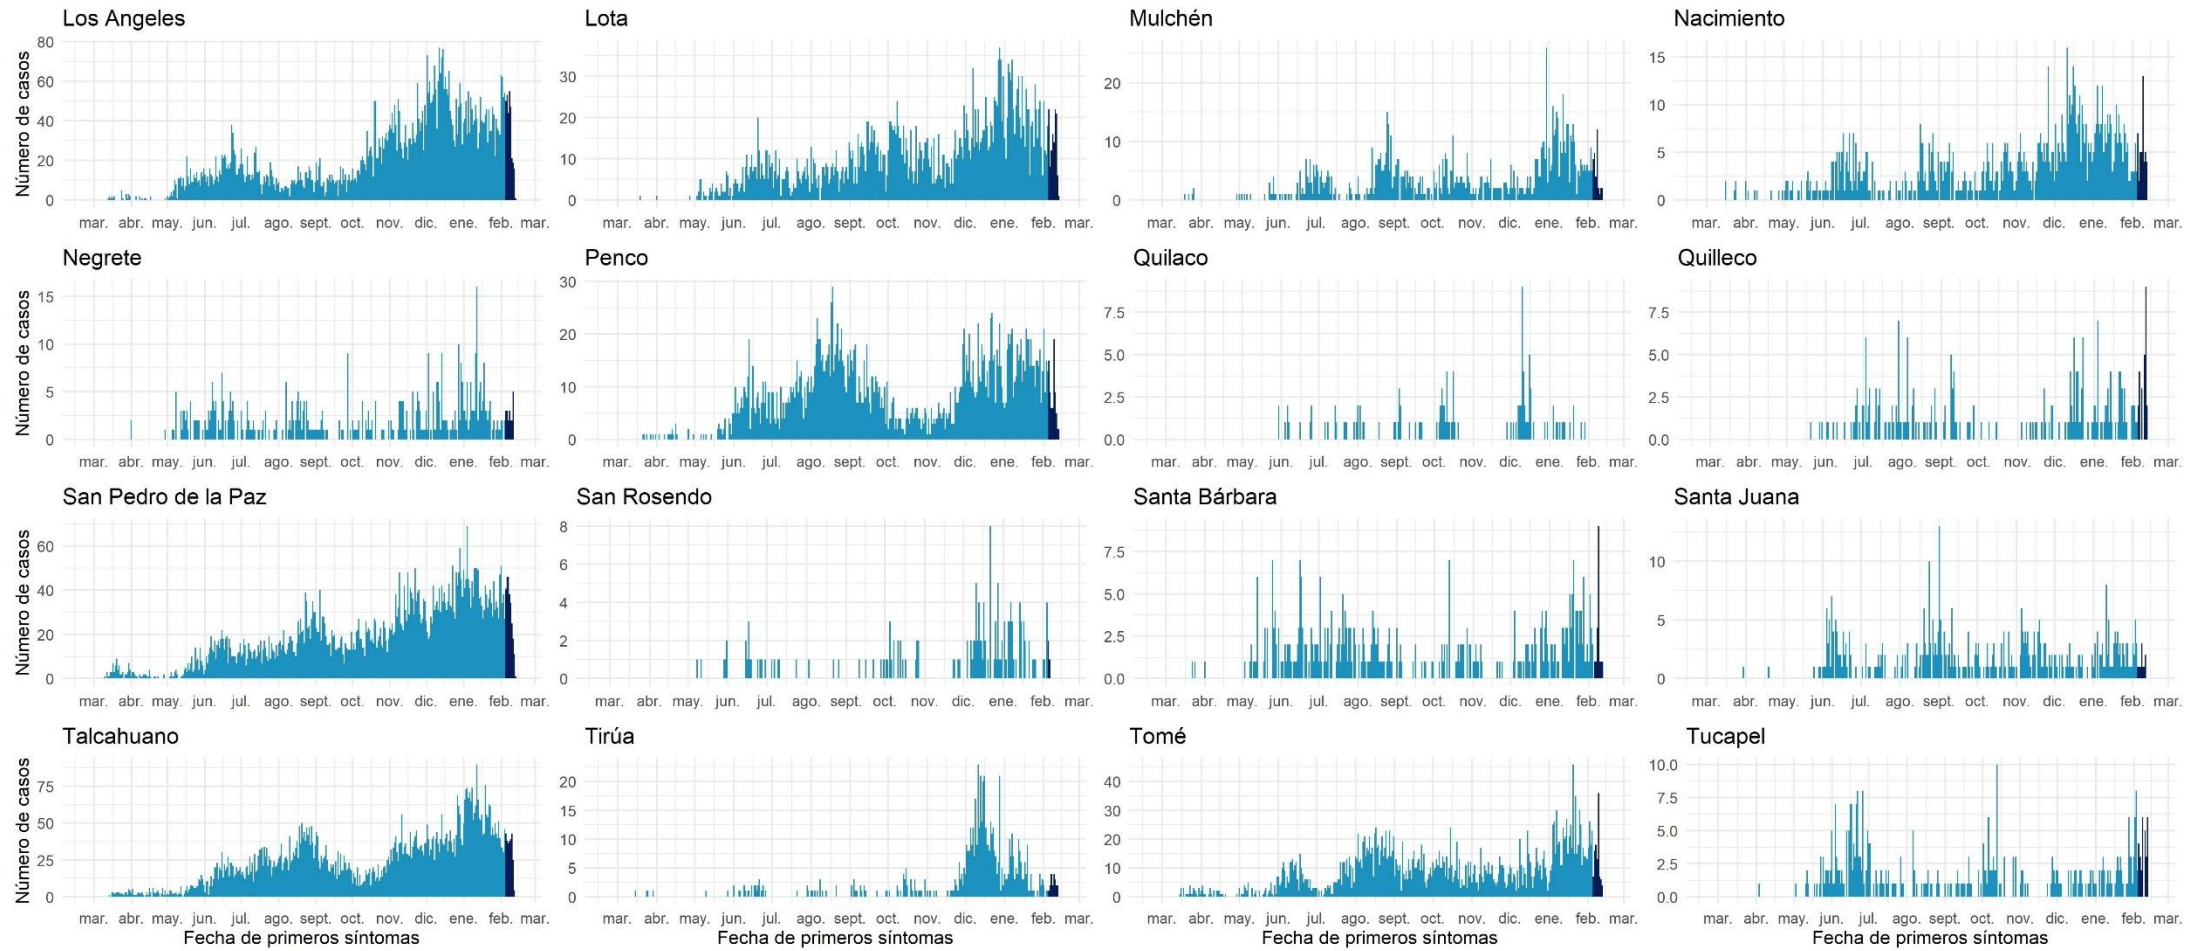 Los Angeles
Número de casos
80
60
40
20
0
mar. abr. may. jun. jul. ago. sept. oct. nov. dic. ene. feb. mar.
Lota
30
20
10
0
mar. abr. may. jun. jul. ago. sept. oct. nov. dic. ene. feb. mar.
Mulchén
20
10
0
mar. abr. may. jun. jul. ago. sept. oct. nov. dic. ene. feb. mar.
Nacimiento
15
10
5
0
mar. abr. may. jun. jul. ago. sept. oct. nov. dic. ene. feb. mar.
Negrete
Número de casos
15
10
5
0
mar. abr. may. jun. jul. ago. sept. oct. nov. dic. ene. feb. mar.
Penco
30
20
10
0
mar. abr. may. jun. jul. ago. sept. oct. nov. dic. ene. feb. mar.
Quilaco
7.5
5.0
2.5
0.0
mar. abr. may. jun. jul. ago. sept. oct. nov. dic. ene. feb. mar.
Quilleco
7.5
5.0
2.5
0.0
mar. abr. may. jun. jul. ago. sept. oct. nov. dic. ene. feb. mar.
San Pedro de la Paz
Número de casos
60
40
20
0
mar. abr. may. jun. jul. ago. sept. oct. nov. dic. ene. feb. mar.
San Rosendo
8
6
4
2
0
mar. abr. may. jun. jul. ago. sept. oct. nov. dic. ene. feb. mar.
Santa Bárbara
7.5
5.0
2.5
0.0
mar. abr. may. jun. jul. ago. sept. oct. nov. dic. ene. feb. mar.
Santa Juana
10
5
0
mar. abr. may. jun. jul. ago. sept. oct. nov. dic. ene. feb. mar.
Talcahuano
Número de casos
75
50
25
0
mar. abr. may. jun. jul. ago. sept. oct. nov. dic. ene. feb. mar.
Fecha de primeros síntomas
Tirúa
20
15
10
5
0
mar. abr. may. jun. jul. ago. sept. oct. nov. dic. ene. feb. mar.
Fecha de primeros síntomas
Tomé
40
30
20
10
0
mar. abr. may. jun. jul. ago. sept. oct. nov. dic. ene. feb. mar.
Fecha de primeros síntomas
Tucapel
10.0
7.5
5.0
2.5
0.0
mar. abr. may. jun. jul. ago. sept. oct. nov. dic. ene. feb. mar.
Fecha de primeros síntomas